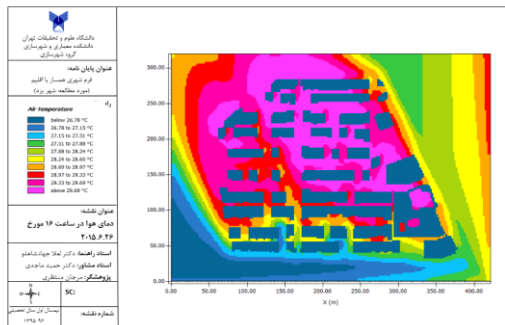 دانشگاه علوم و تحقیقات تهران
دانشکده معماری و شهرسازی
گروه شهرسازی
عنوان پایان نامه:
فرم شهری همساز با اقلیم
(مورد مطالعه: شهر یزد)
Air Temperature
below 26.78 °C
26.78 to 27.15 °C
27.15 to 27.51 °C
27.51 to 27.88 °C
27.88 to 28.24 °C
28.24 to 28.60 °C
28.60 to 28.97 °C
28.97 to 29.33 °C
29.33 to 29.69 °C
above 29.69 °C
عنوان نقشه:
دمای هوا در ساعت ۱۶ مورخ
۲۰۱۵.۶.۲۶
استاد راهنما: دکتر لعلا جهانشاهلو
استاد مشاور: دکتر حمید ماجدی
پژوهشگر: مرجان منتظری
SC:
نیمسال اول سال تحصیلی
۱۳۹۵-۹۶
شماره نقشه:
300.00
250.00
200.00
150.00
100.00
50.00
0.00
0.00 50.00 100.00 150.00 200.00 250.00 300.00 350.00 400.00
X (m)